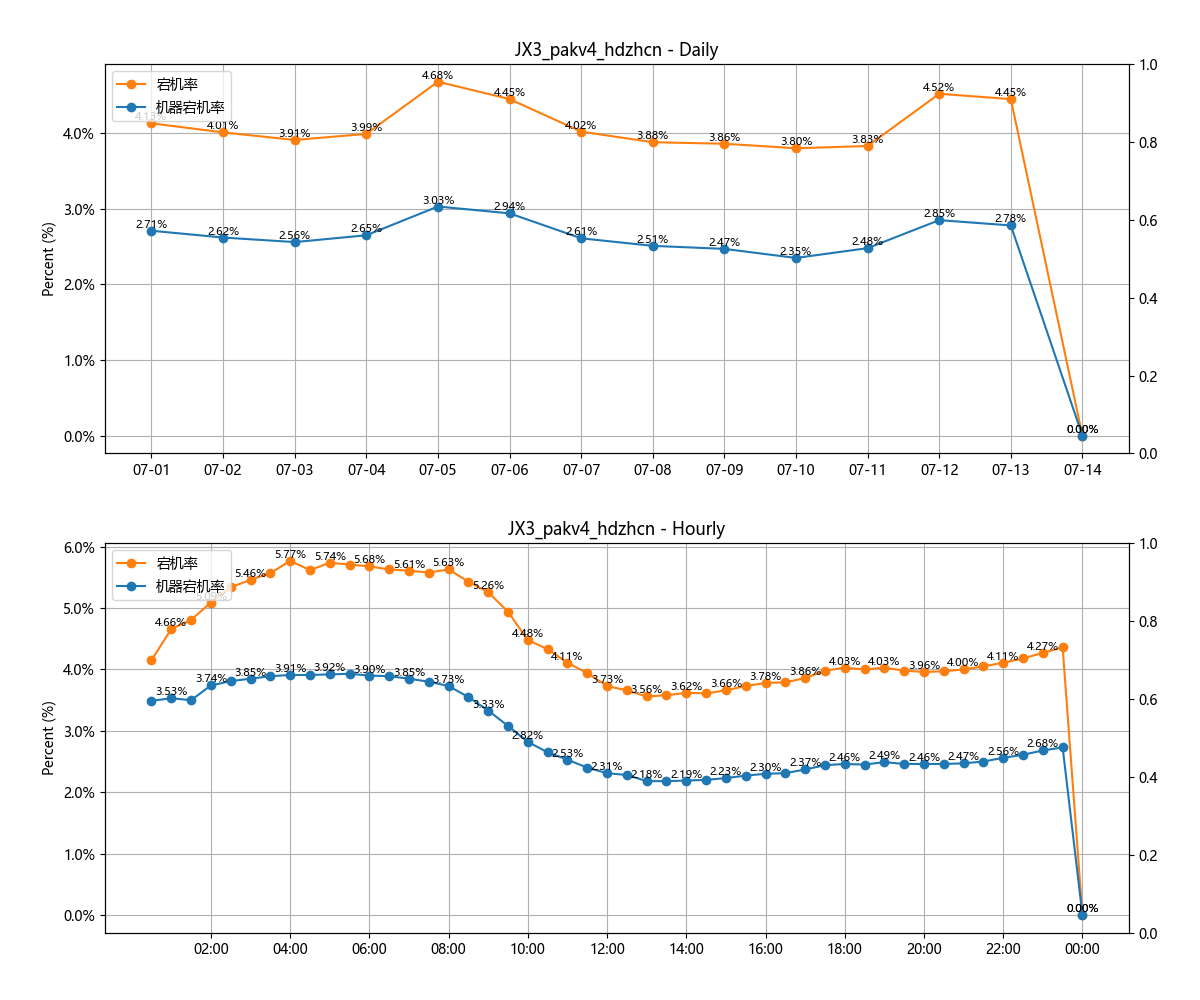 JX3_pakv4_hdzhcn - Daily
宕机率
机器宕机率
4.13% 4.01% 3.91% 3.99% 4.68% 4.45% 4.02% 3.88% 3.86% 3.80% 3.83% 4.52% 4.45% 0.00%
2.71% 2.62% 2.56% 2.65% 3.03% 2.94% 2.61% 2.51% 2.47% 2.35% 2.48% 2.85% 2.78% 0.00%
Percent (%)
4.0%
3.0%
2.0%
1.0%
0.0%
1.0
0.8
0.6
0.4
0.2
0.0
07-01 07-02 07-03 07-04 07-05 07-06 07-07 07-08 07-09 07-10 07-11 07-12 07-13 07-14
JX3_pakv4_hdzhcn - Hourly
宕机率
机器宕机率
4.66% 5.09% 5.46% 5.77% 5.74% 5.68% 5.61% 5.63% 5.26% 4.48% 4.11% 3.73% 3.56% 3.62% 3.66% 3.78% 3.86% 4.03% 4.03% 3.96% 4.00% 4.11% 4.27% 0.00%
3.53% 3.74% 3.85% 3.91% 3.92% 3.90% 3.85% 3.73% 3.33% 2.82% 2.53% 2.31% 2.18% 2.19% 2.23% 2.30% 2.37% 2.46% 2.49% 2.46% 2.47% 2.56% 2.68% 0.00%
Percent (%)
6.0%
5.0%
4.0%
3.0%
2.0%
1.0%
0.0%
1.0
0.8
0.6
0.4
0.2
0.0
02:00 04:00 06:00 08:00 10:00 12:00 14:00 16:00 18:00 20:00 22:00 00:00